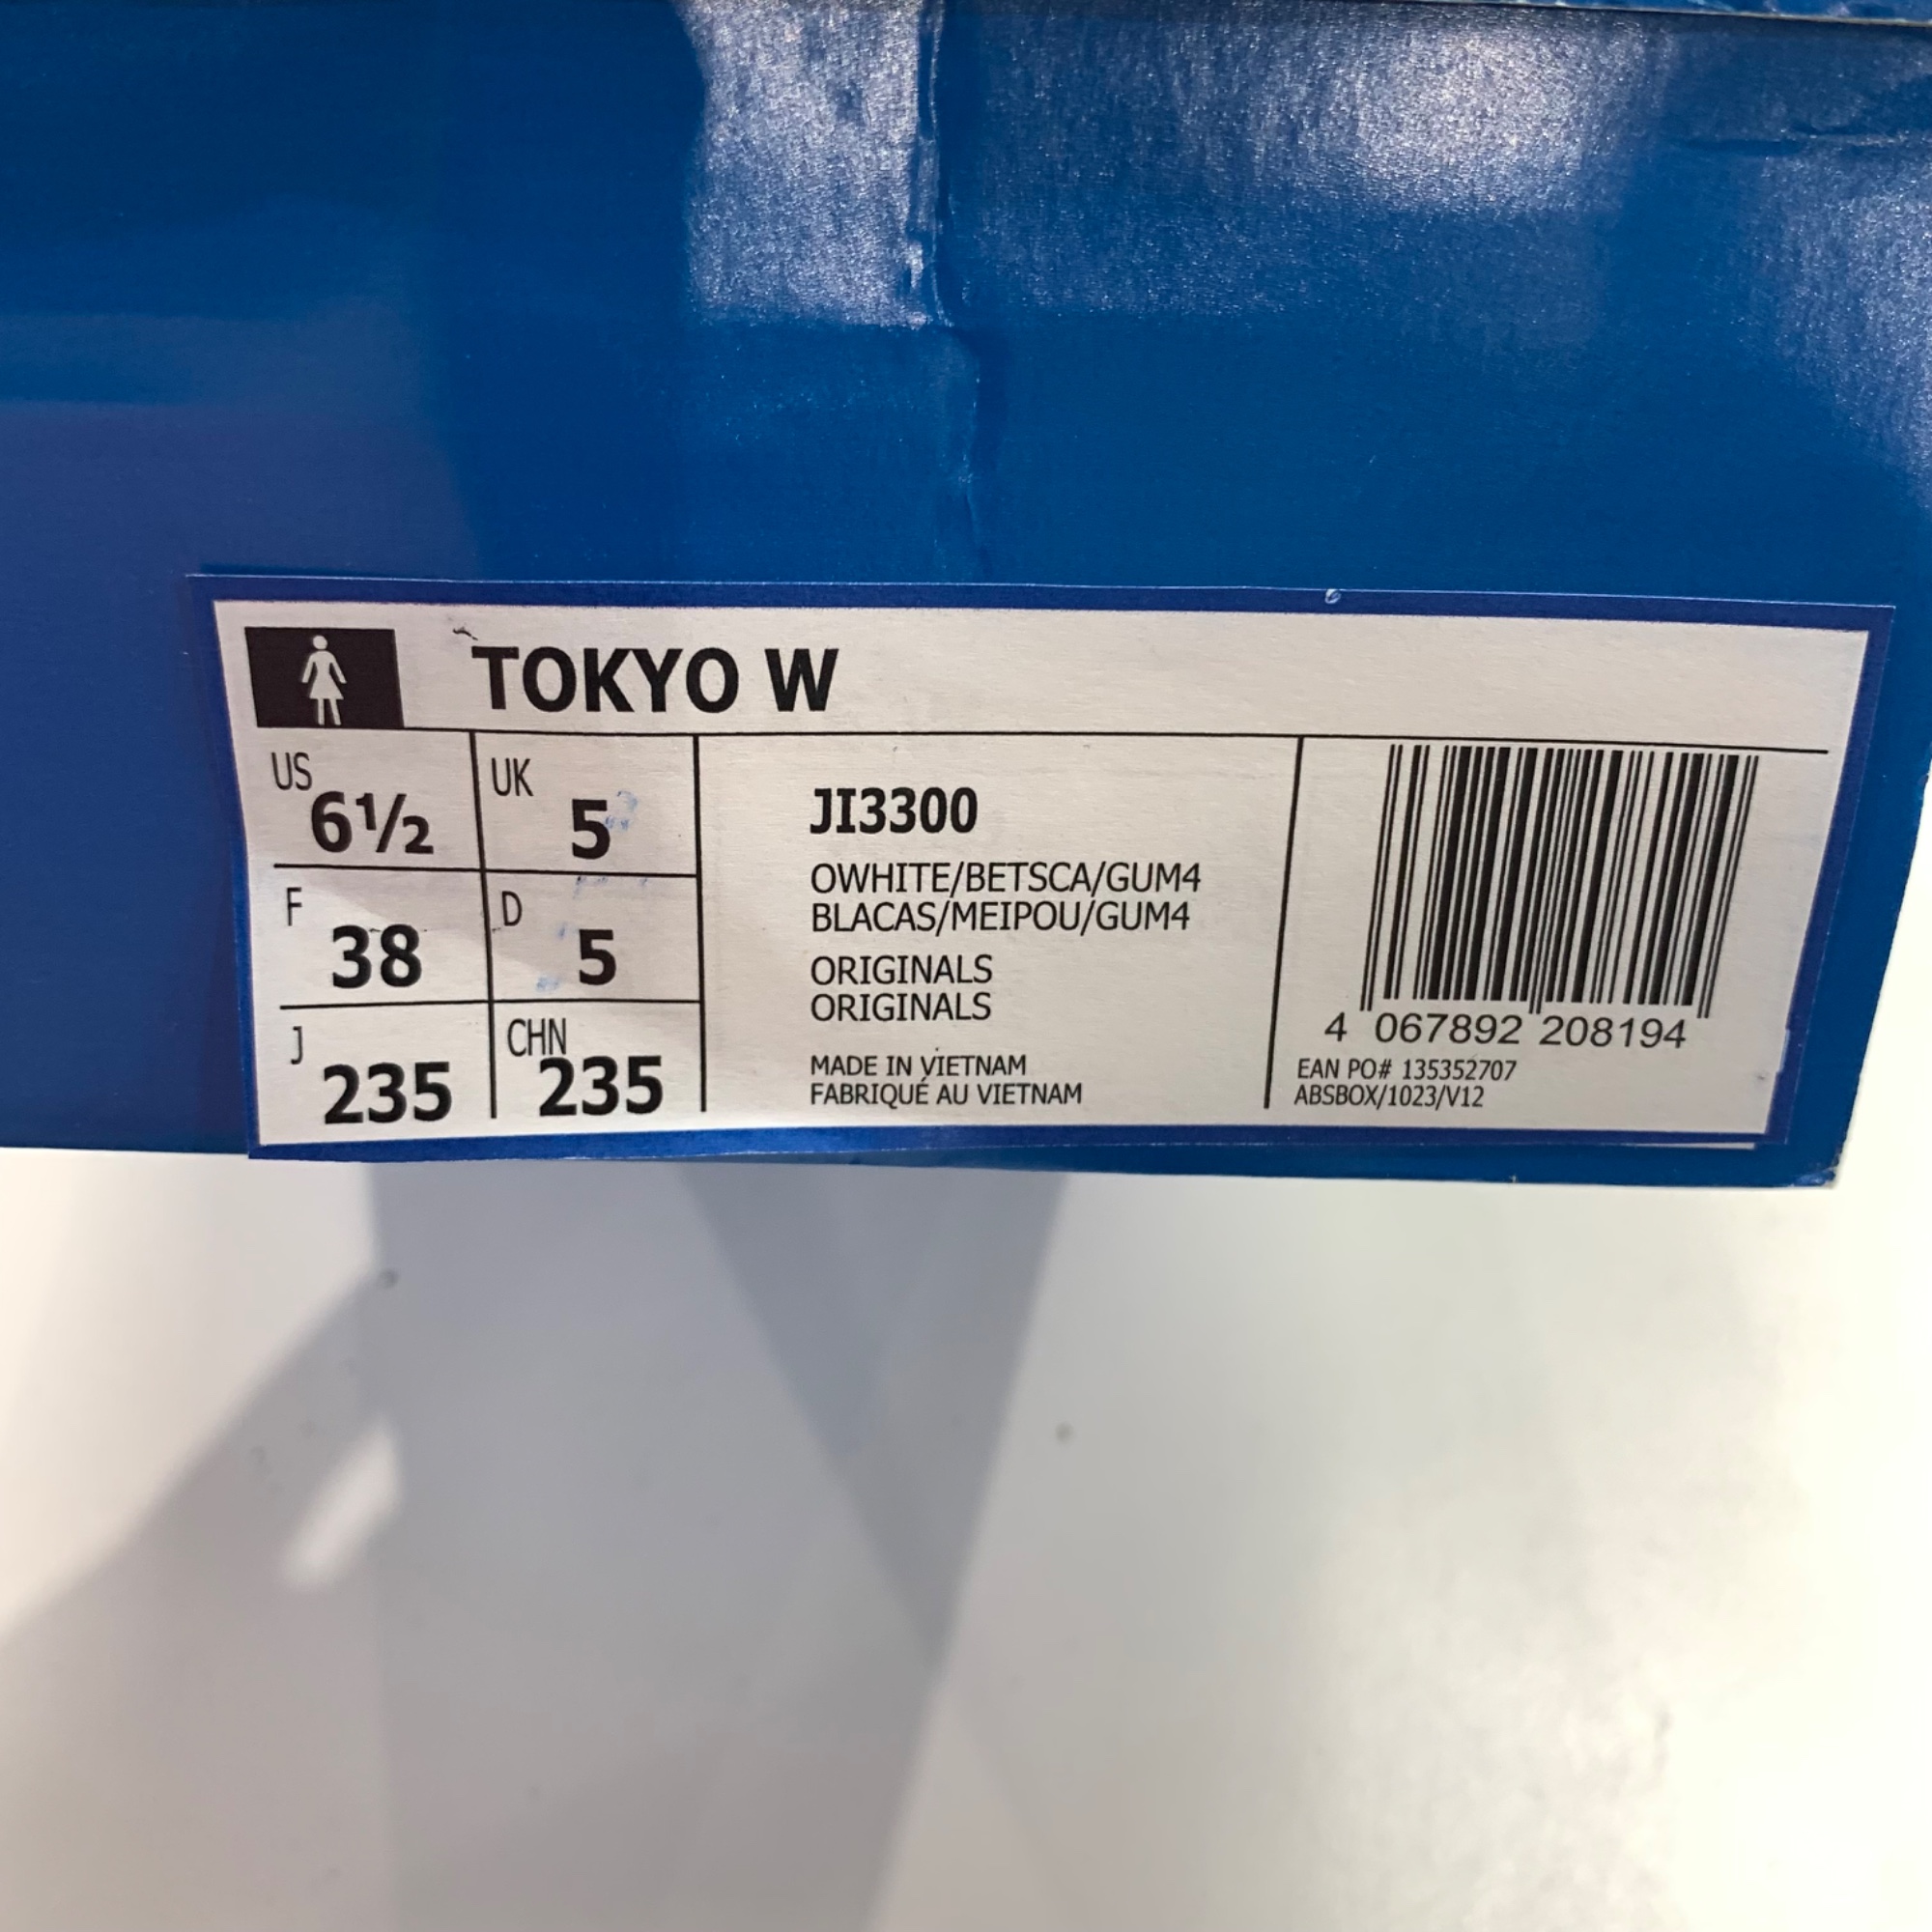 TOKYO W
US 6½ UK 5
F 38 D 5
J 235 CHN 235
JI3300
OWHITE/BETSCA/GUM4
BLACAS/MEIPOU/GUM4
ORIGINALS
ORIGINALS
MADE IN VIETNAM
FABRIQUÉ AU VIETNAM
4 067892 208194
EAN PO# 135352707
ABSBOX/1023/V12